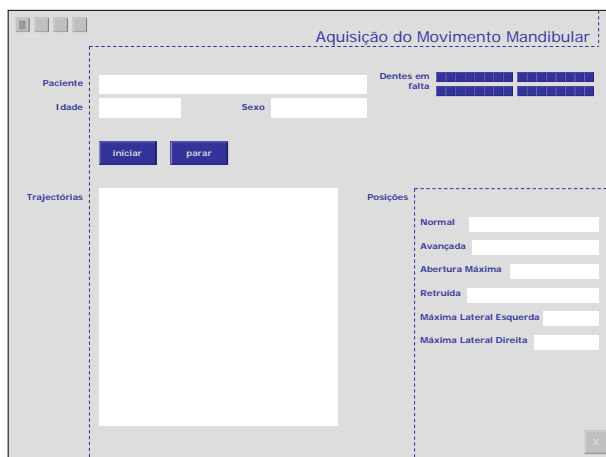 Aquisição do Movimento Mandibular
Paciente
Dentes em
falta
Idade
Sexo
iniciar
parar
Trajectórias
Posições
Normal
Avançada
Abertura Máxima
Retruída
Máxima Lateral Esquerda
Máxima Lateral Direita
x